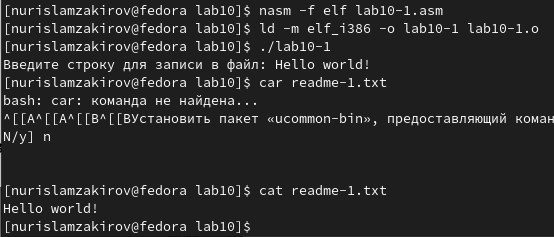 [nurislamzakirov@fedora lab10]$ nasm -f elf lab10-1.asm
[nurislamzakirov@fedora lab10]$ ld -m elf_i386 -o lab10-1 lab10-1.o
[nurislamzakirov@fedora lab10]$ ./lab10-1
Введите строку для записи в файл: Hello world!
[nurislamzakirov@fedora lab10]$ car readme-1.txt
bash: car: команда не найдена...
^[[A^[[A^[[B^[[BУстановить пакет «ucommon-bin», предоставляющий коман
N/y] n
[nurislamzakirov@fedora lab10]$ cat readme-1.txt
Hello world!
[nurislamzakirov@fedora lab10]$